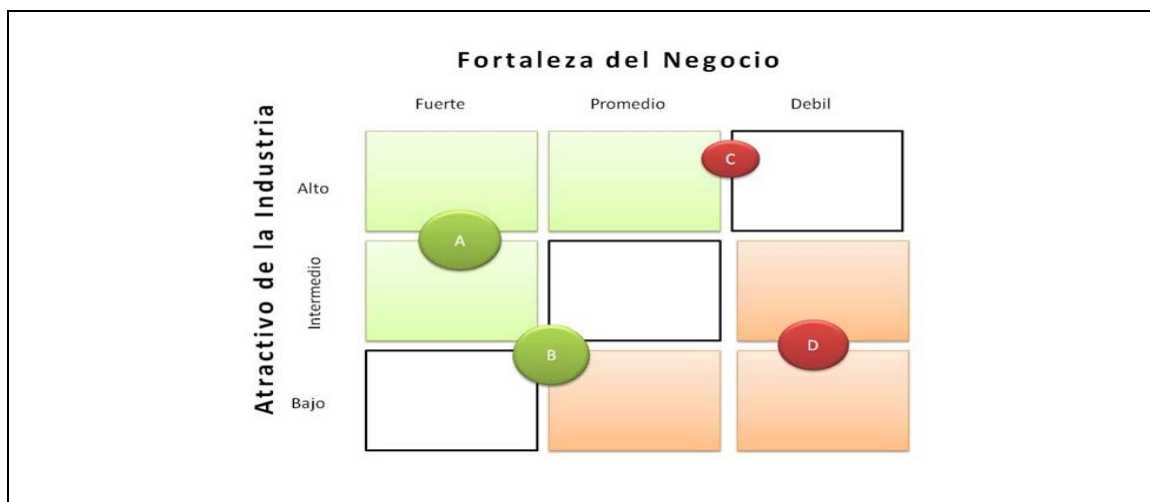 Fortaleza del Negocio
Fuerte Promedio Debil
Atractivo de la Industria
Alto
C
A
Intermedio
B
D
Bajo